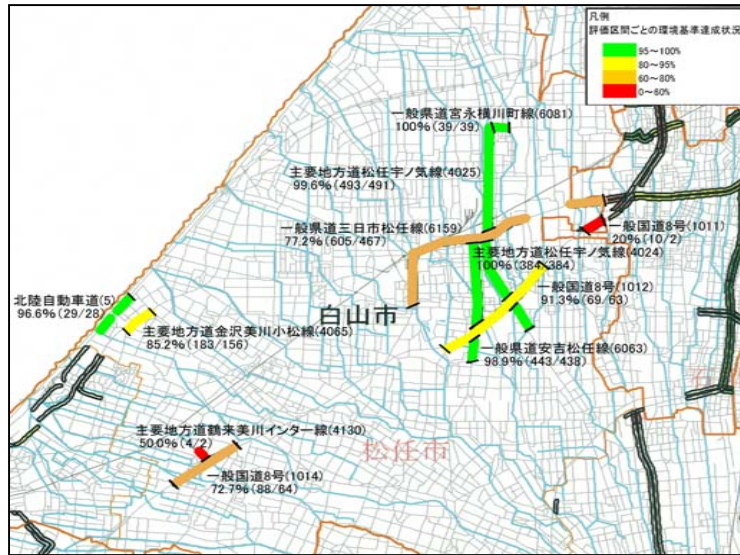 凡例
評価区間ごとの環境基準達成状況
95～100%
80～95%
60～80%
0～60%
一般県道宮永横川町線(6081)
100%(39/39)
主要地方道松任宇ノ気線(4025)
99.6%(493/491)
一般県道三日市松任線(6159)
77.2%(605/467)
一般国道8号(1011)
20%(10/2)
主要地方道松任宇ノ気線(4024)
100%(384/384)
一般国道8号(1012)
91.3%(69/63)
北陸自動車道(5)
96.6%(29/28)
白山市
主要地方道金沢美川小松線(4065)
85.2%(183/156)
一般県道安吉松任線(6063)
98.9%(443/438)
主要地方道鶴来美川インター線(4130)
50.0%(4/2)
松任市
一般国道8号(1014)
72.7%(88/64)